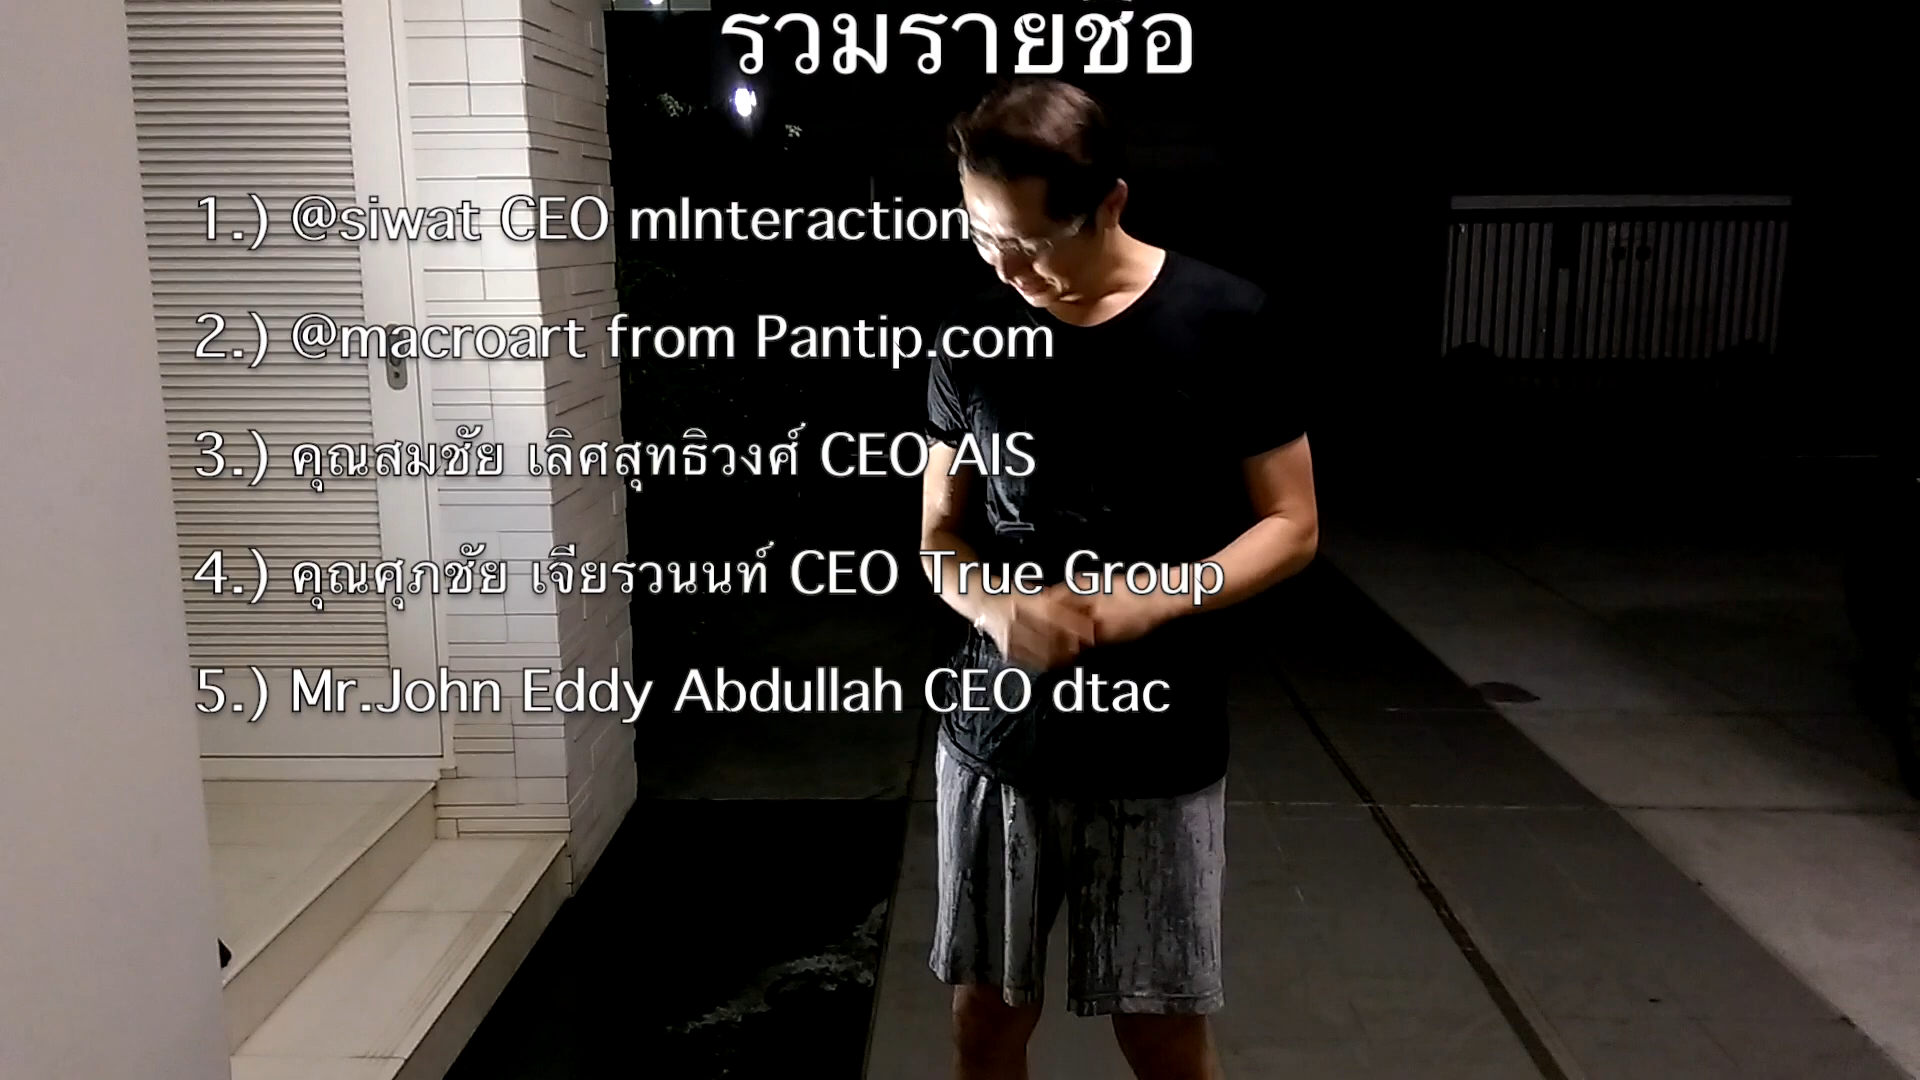 รวมรายชื่อ
1.) @siwat CEO mInteraction
2.) @macroart from Pantip.com
3.) คุณสมชัย เลิศสุทธิวงศ์ CEO AIS
4.) คุณศุภชัย เจียรวนนท์ CEO True Group
5.) Mr.John Eddy Abdullah CEO dtac